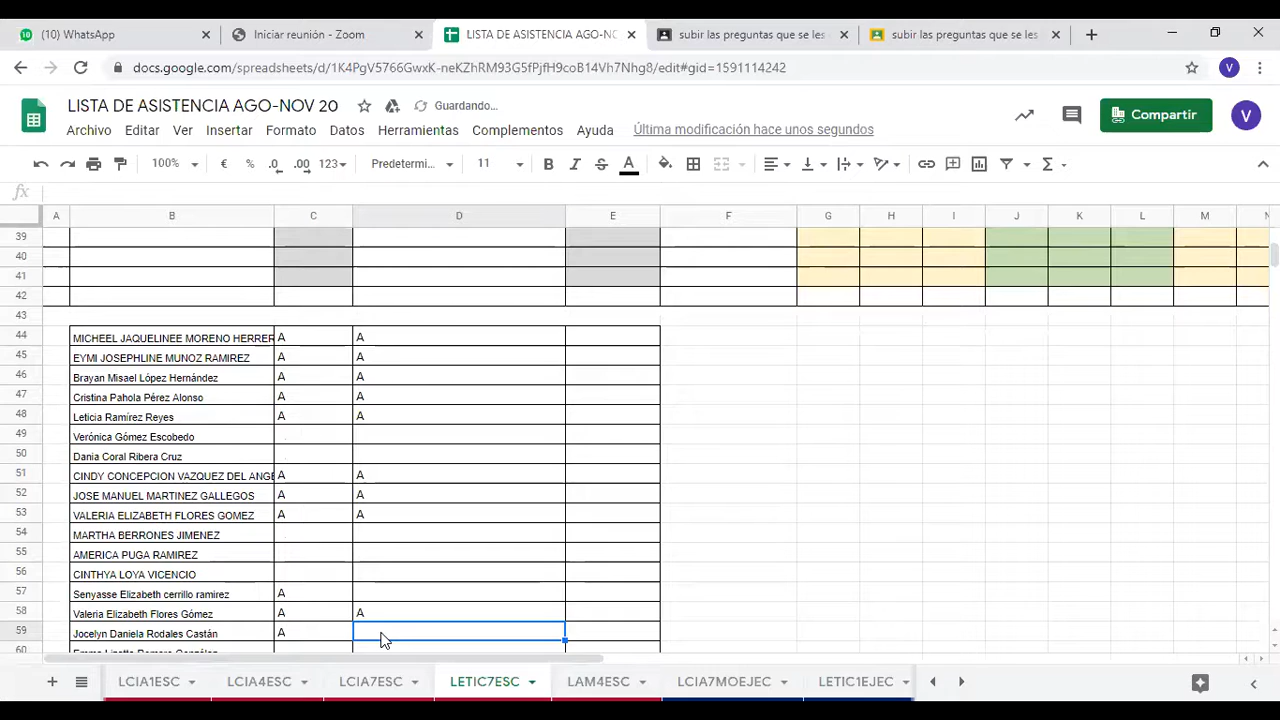 (10) WhatsApp
Iniciar reunión - Zoom
LISTA DE ASISTENCIA AGO-NO
subir las preguntas que se les
subir las preguntas que se les
docs.google.com/spreadsheets/d/1K4PgV5766GwxK-neKZhRM93G5fPjfH9coB14Vh7Nhg8/edit#gid=1591114242
V
LISTA DE ASISTENCIA AGO-NOV 20
Guardando...
Archivo Editar Ver Insertar Formato Datos Herramientas Complementos Ayuda Última modificación hace unos segundos
Compartir
V
100% € % .0 .00 123 Predetermi... 11 B I S A
fx
A B C D E F G H I J K L M N
39
40
41
42
43
44 MICHEEL JAQUELINEE MORENO HERRER A A
45 EYMI JOSEPHLINE MUNOZ RAMIREZ A A
46 Brayan Misael López Hernández A A
47 Cristina Pahola Pérez Alonso A A
48 Leticia Ramírez Reyes A A
49 Verónica Gómez Escobedo
50 Dania Coral Ribera Cruz
51 CINDY CONCEPCION VAZQUEZ DEL ANGE A A
52 JOSE MANUEL MARTINEZ GALLEGOS A A
53 VALERIA ELIZABETH FLORES GOMEZ A A
54 MARTHA BERRONES JIMENEZ
55 AMERICA PUGA RAMIREZ
56 CINTHYA LOYA VICENCIO
57 Senyasse Elizabeth cerrillo ramirez A
58 Valeria Elizabeth Flores Gómez A A
59 Jocelyn Daniela Rodales Castán A
60
LCIA1ESC LCIA4ESC LCIA7ESC LETIC7ESC LAM4ESC LCIA7MOEJEC LETIC1EJEC